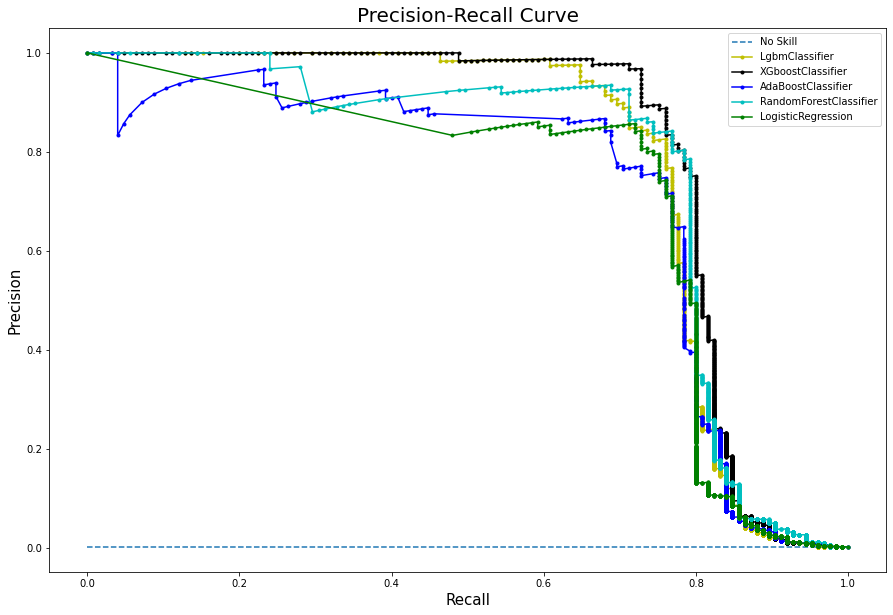 Precision-Recall Curve
No Skill
LgbmClassifier
XGboostClassifier
AdaBoostClassifier
RandomForestClassifier
LogisticRegression
Precision
1.0
0.8
0.6
0.4
0.2
0.0
0.0 0.2 0.4 0.6 0.8 1.0
Recall